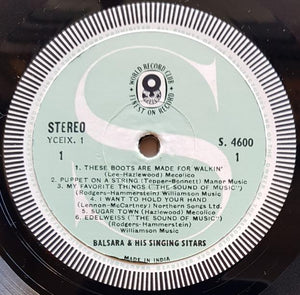 WORLD RECORD CLUB
FINEST ON RECORD
STEREO
YCEIX. 1
S. 4600
1
1
1. THESE BOOTS ARE MADE FOR WALKIN'
(Lee-Hazlewood) Mecolico
2. PUPPET ON A STRING (Tepper-Bennett) Manor Music
3. MY FAVORITE THINGS ("THE SOUND OF MUSIC")
(Rodgers-Hammerstein) Williamson Music
4. I WANT TO HOLD YOUR HAND
(Lennon-McCartney) Northern Songs Ltd.
5. SUGAR TOWN (Hazlewood) Mecolico
6. EDELWEISS ("THE SOUND OF MUSIC")
(Rodgers-Hammerstein)
Williamson Music
BALSARA & HIS SINGING SITARS
MADE IN INDIA